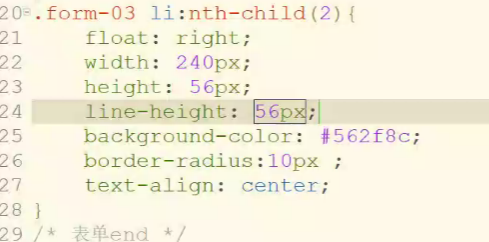 20 .form-03 li:nth-child(2){
21 float: right;
22 width: 240px;
23 height: 56px;
24 line-height: 56px;
25 background-color: #562f8c;
26 border-radius:10px ;
27 text-align: center;
28 }
29 /* 表单end */